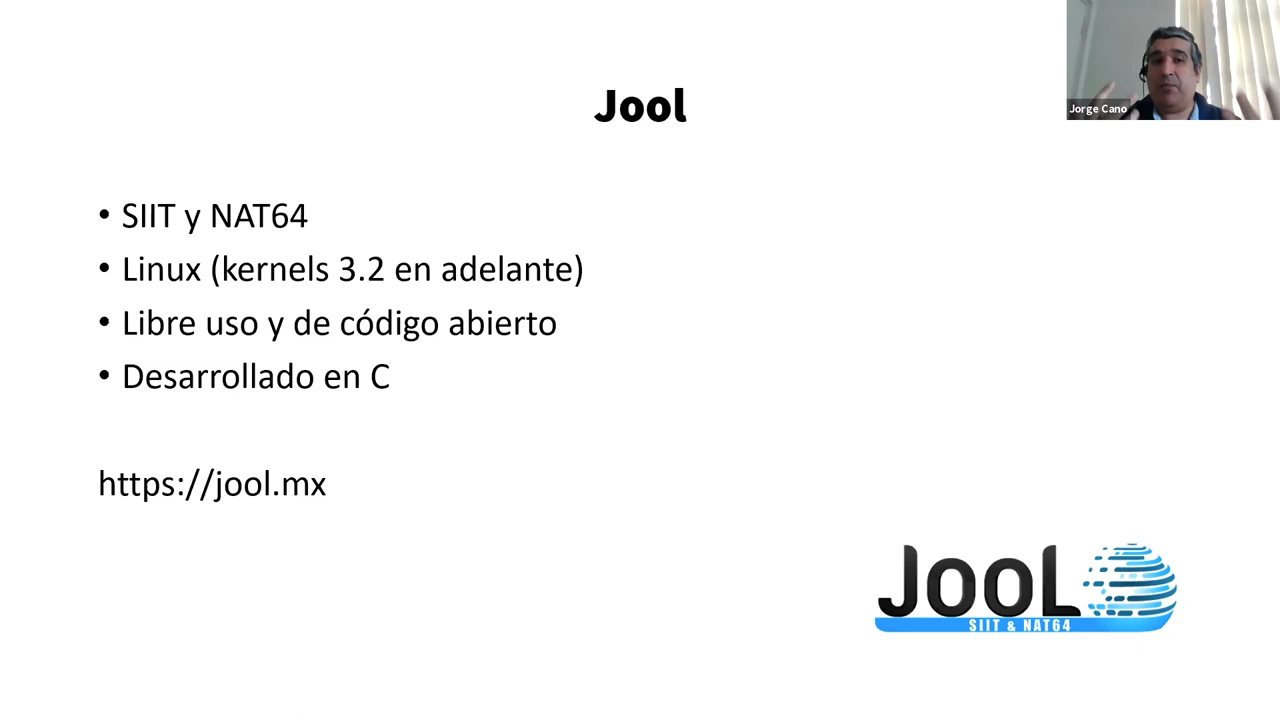 Jool
Jorge Cano
• SIIT y NAT64
• Linux (kernels 3.2 en adelante)
• Libre uso y de código abierto
• Desarrollado en C
https://jool.mx
JOOL
SIIT & NAT64